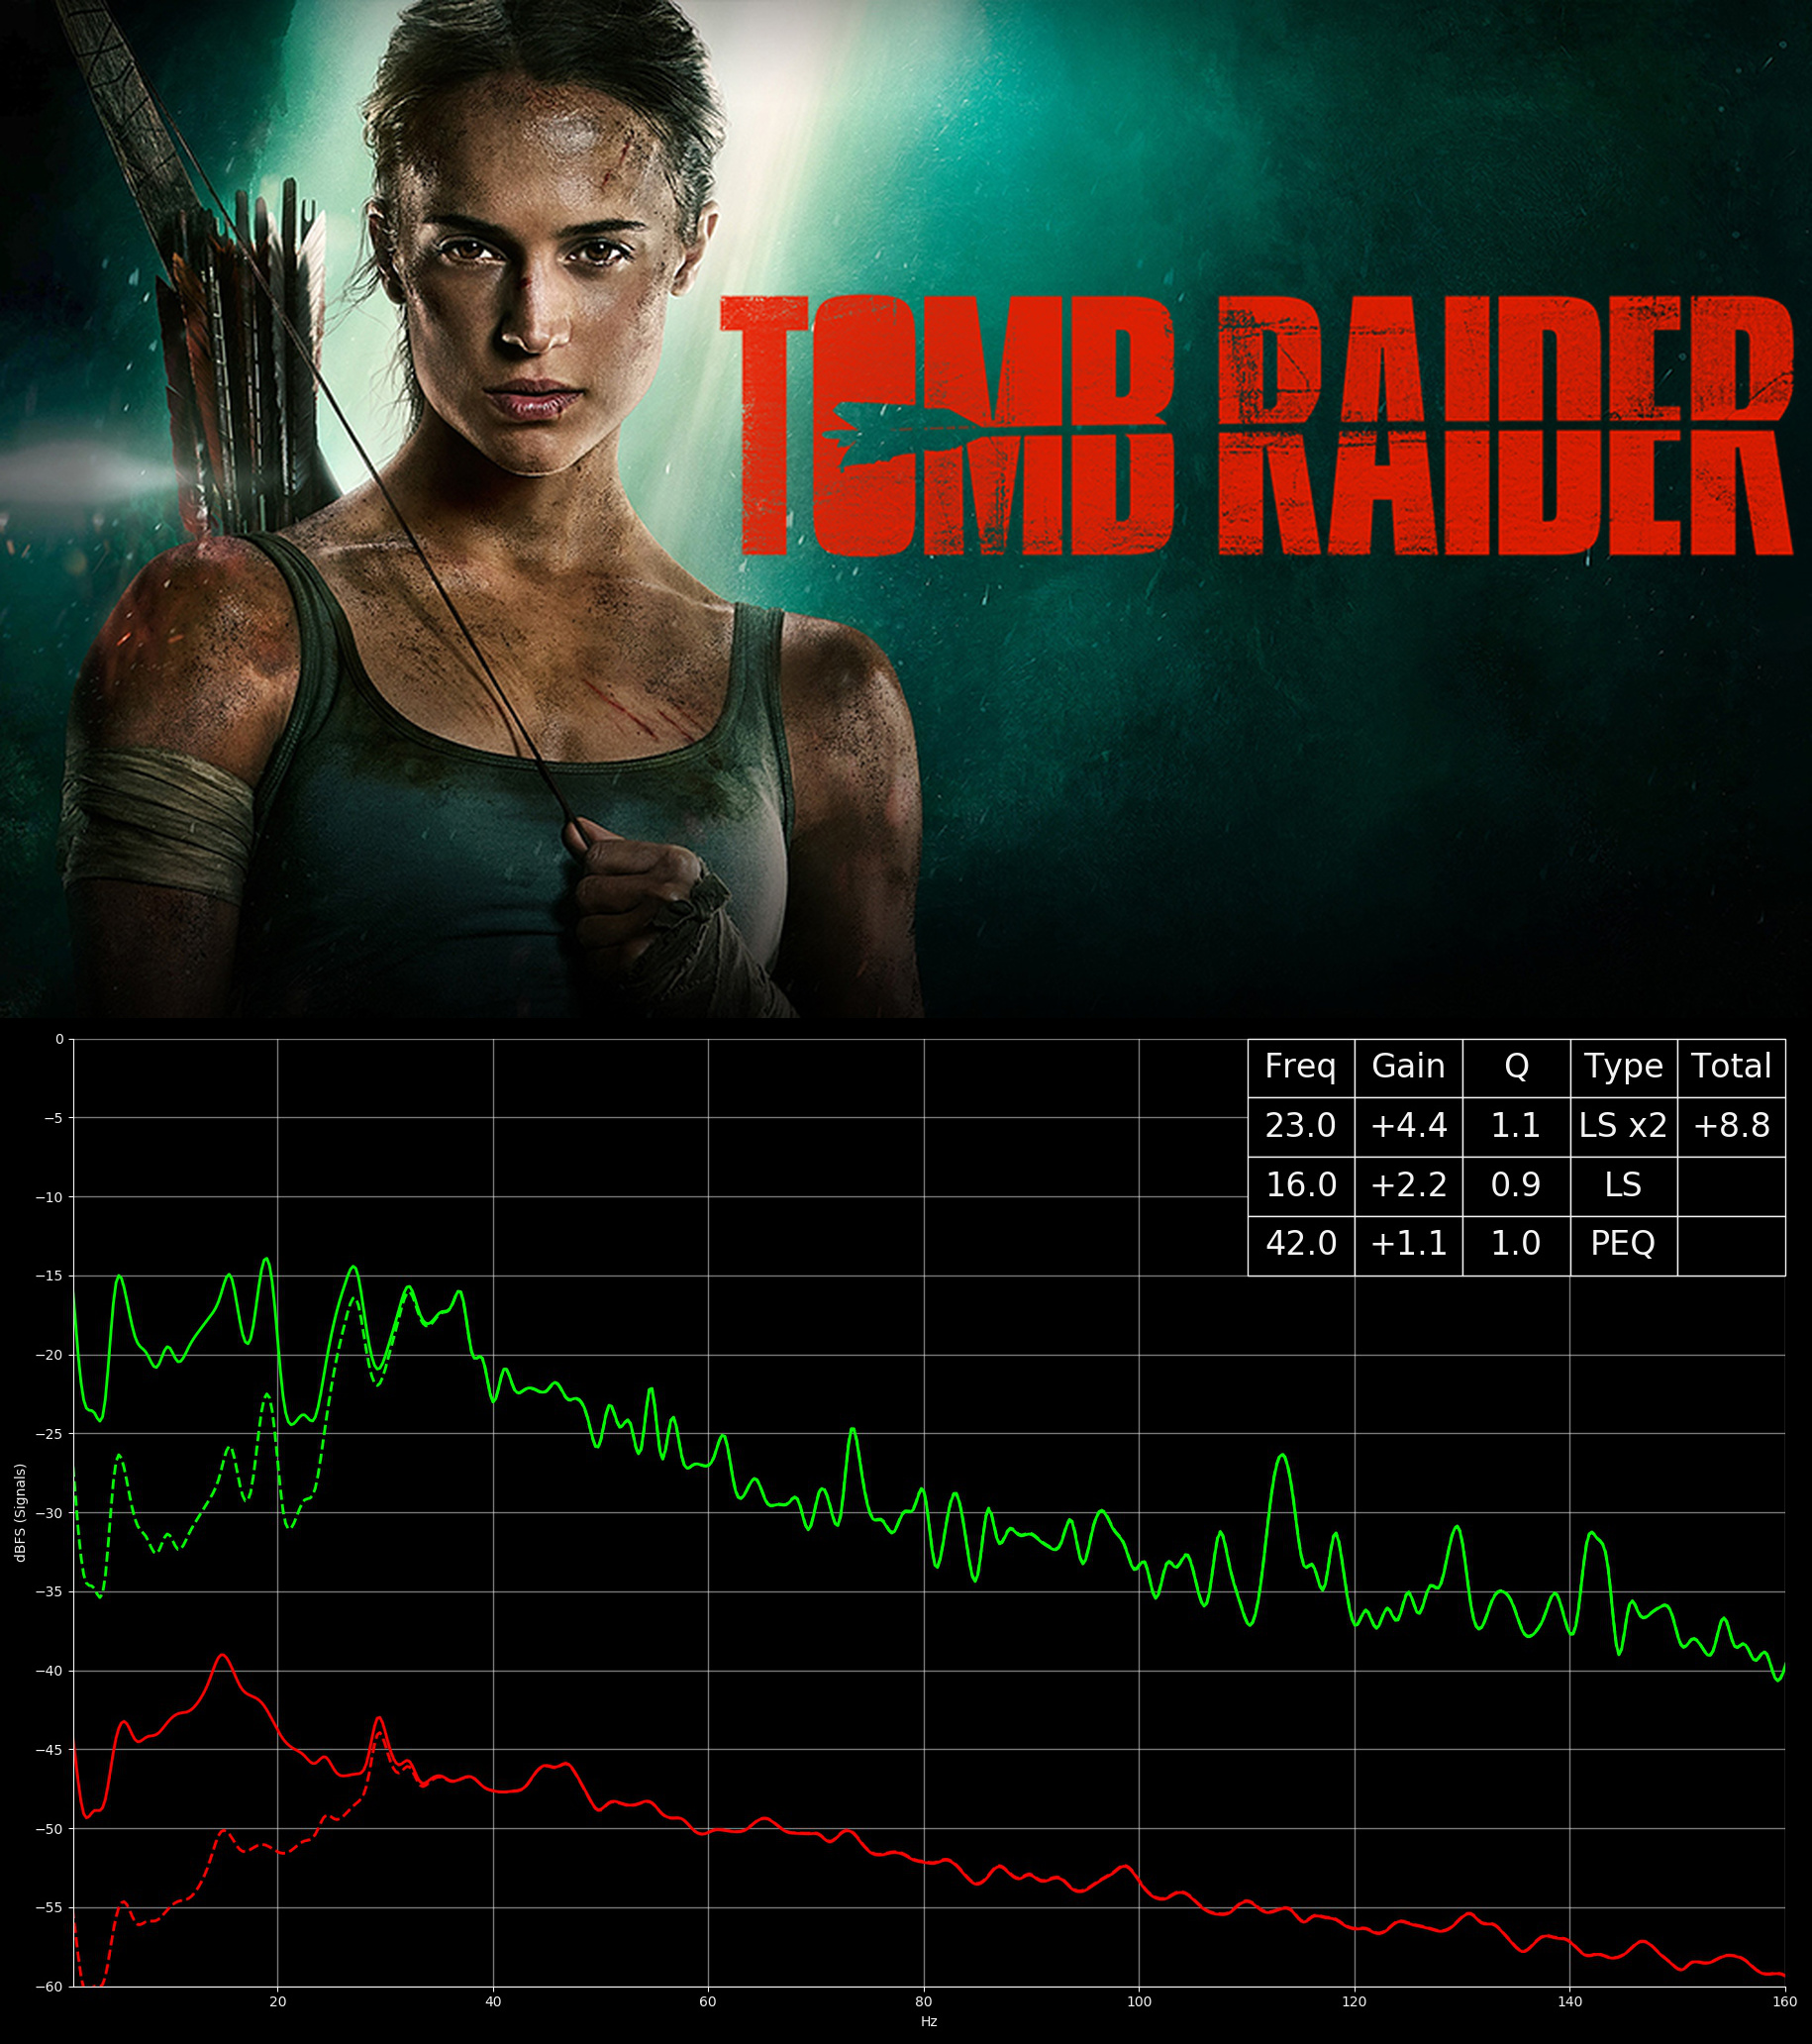 TOMB RAIDER
Freq Gain Q Type Total
23.0 +4.4 1.1 LS x2 +8.8
16.0 +2.2 0.9 LS
42.0 +1.1 1.0 PEQ
0
−5
−10
−15
−20
−25
−30
−35
−40
−45
−50
−55
−60
dBFS (Signals)
20 40 60 80 100 120 140 160
Hz